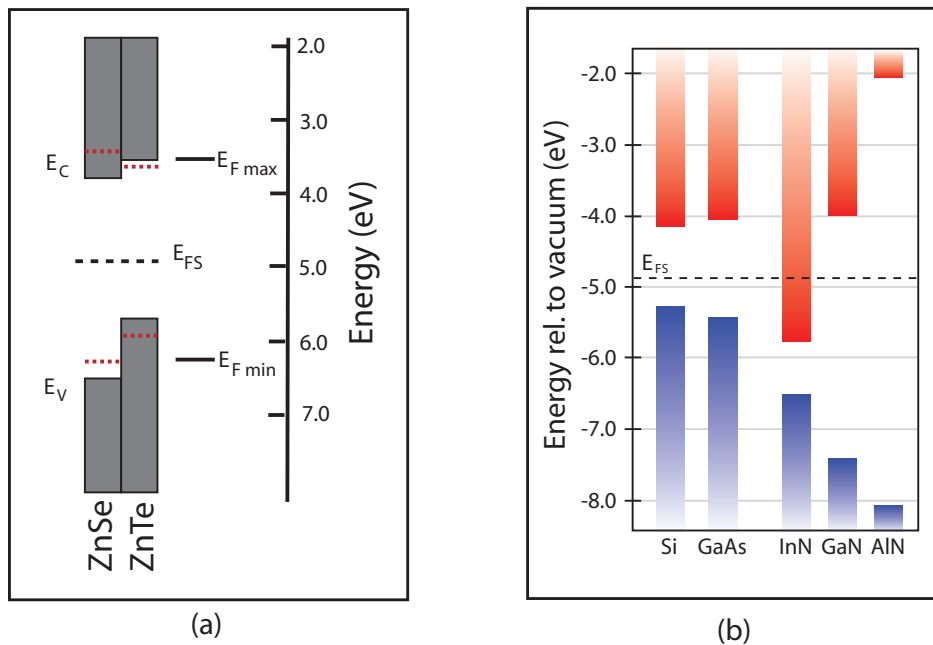 2.0
3.0
E_C
E_F max
4.0
E_FS
5.0
6.0
E_F min
E_V
7.0
Energy (eV)
ZnSe
ZnTe
(a)
Energy rel. to vacuum (eV)
-2.0
-3.0
-4.0
E_FS
-5.0
-6.0
-7.0
-8.0
Si GaAs InN GaN AlN
(b)